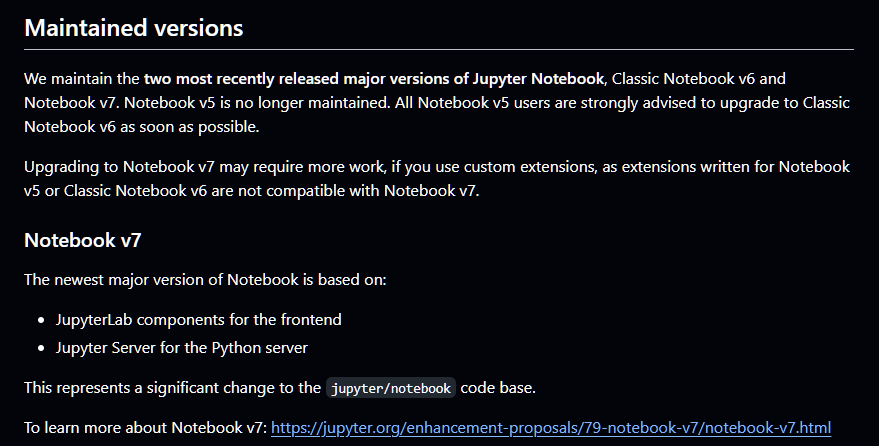 Maintained versions
We maintain the two most recently released major versions of Jupyter Notebook, Classic Notebook v6 and
Notebook v7. Notebook v5 is no longer maintained. All Notebook v5 users are strongly advised to upgrade to Classic
Notebook v6 as soon as possible.
Upgrading to Notebook v7 may require more work, if you use custom extensions, as extensions written for Notebook
v5 or Classic Notebook v6 are not compatible with Notebook v7.
Notebook v7
The newest major version of Notebook is based on:
• JupyterLab components for the frontend
• Jupyter Server for the Python server
This represents a significant change to the jupyter/notebook code base.
To learn more about Notebook v7: https://jupyter.org/enhancement-proposals/79-notebook-v7/notebook-v7.html